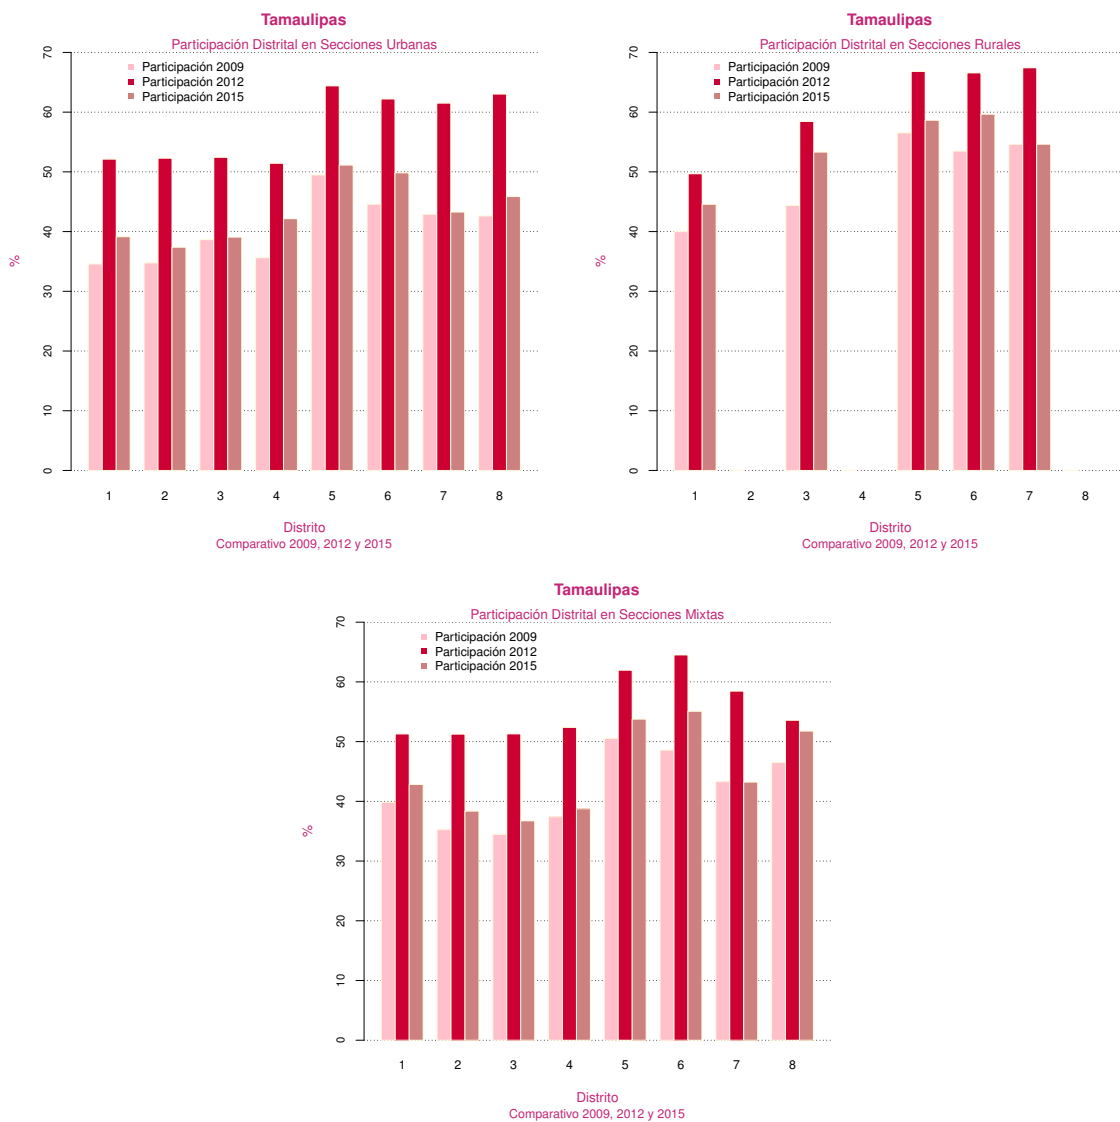 Tamaulipas
Participación Distrital en Secciones Urbanas
Participación 2009
Participación 2012
Participación 2015
%
70
60
50
40
30
20
10
0
1 2 3 4 5 6 7 8
Distrito
Comparativo 2009, 2012 y 2015
Tamaulipas
Participación Distrital en Secciones Rurales
Participación 2009
Participación 2012
Participación 2015
%
70
60
50
40
30
20
10
0
1 2 3 4 5 6 7 8
Distrito
Comparativo 2009, 2012 y 2015
Tamaulipas
Participación Distrital en Secciones Mixtas
Participación 2009
Participación 2012
Participación 2015
%
70
60
50
40
30
20
10
0
1 2 3 4 5 6 7 8
Distrito
Comparativo 2009, 2012 y 2015